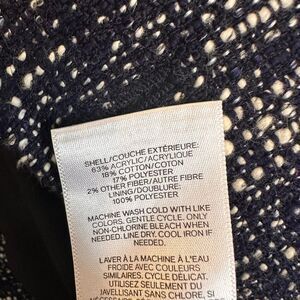 SHELL/COUCHE EXTÉRIEURE:
63% ACRYLIC/ACRYLIQUE
18% COTTON/COTON
17% POLYESTER
2% OTHER FIBER/AUTRE FIBRE
LINING/DOUBLURE:
100% POLYESTER
MACHINE WASH COLD WITH LIKE
COLORS. GENTLE CYCLE. ONLY
NON-CHLORINE BLEACH WHEN
NEEDED. LINE DRY. COOL IRON IF
NEEDED.
LAVER À LA MACHINE À L'EAU
FROIDE AVEC COULEURS
SIMILAIRES. CYCLE DÉLICAT.
UTILISEZ DU
JAVELLISANT SANS CHLORE
SI